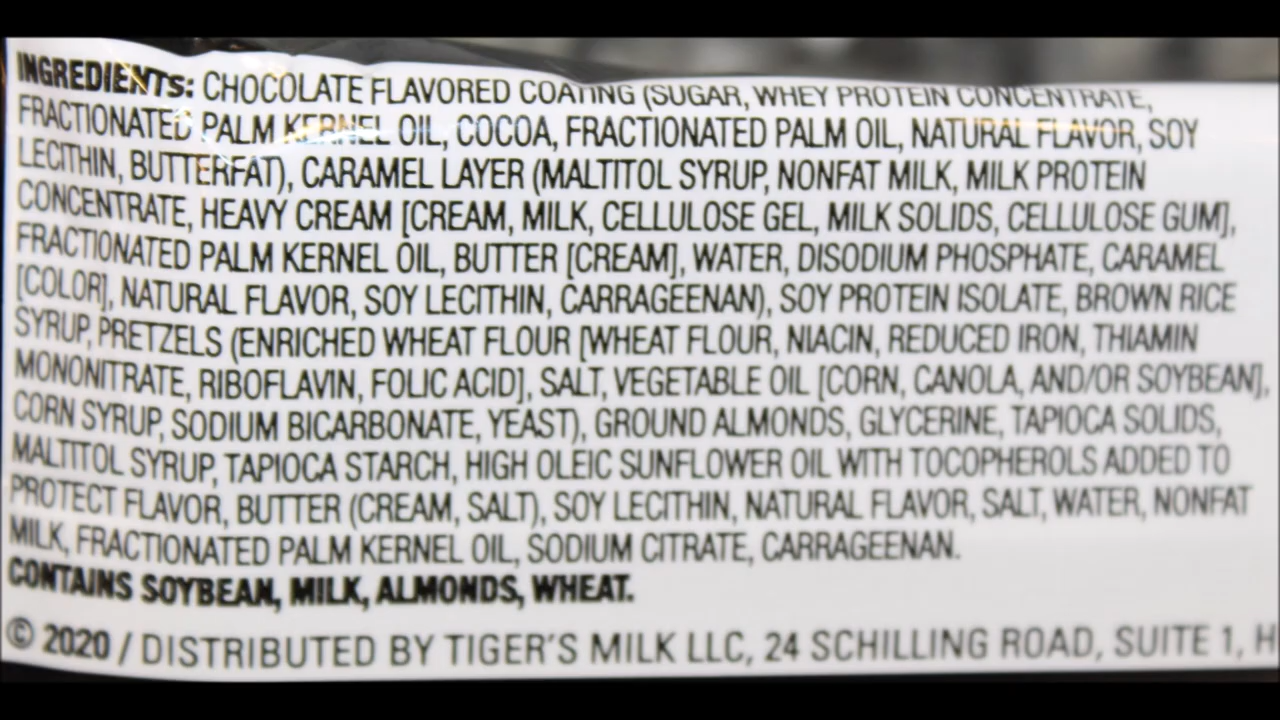 INGREDIENTS: CHOCOLATE FLAVORED COATING (SUGAR, WHEY PROTEIN CONCENTRATE,
FRACTIONATED PALM KERNEL OIL, COCOA, FRACTIONATED PALM OIL, NATURAL FLAVOR, SOY
LECITHIN, BUTTERFAT), CARAMEL LAYER (MALTITOL SYRUP, NONFAT MILK, MILK PROTEIN
CONCENTRATE, HEAVY CREAM [CREAM, MILK, CELLULOSE GEL, MILK SOLIDS, CELLULOSE GUM],
FRACTIONATED PALM KERNEL OIL, BUTTER [CREAM], WATER, DISODIUM PHOSPHATE, CARAMEL
[COLOR], NATURAL FLAVOR, SOY LECITHIN, CARRAGEENAN), SOY PROTEIN ISOLATE, BROWN RICE
SYRUP, PRETZELS (ENRICHED WHEAT FLOUR [WHEAT FLOUR, NIACIN, REDUCED IRON, THIAMIN
MONONITRATE, RIBOFLAVIN, FOLIC ACID], SALT, VEGETABLE OIL [CORN, CANOLA, AND/OR SOYBEAN],
CORN SYRUP, SODIUM BICARBONATE, YEAST), GROUND ALMONDS, GLYCERINE, TAPIOCA SOLIDS,
MALTITOL SYRUP, TAPIOCA STARCH, HIGH OLEIC SUNFLOWER OIL WITH TOCOPHEROLS ADDED TO
PROTECT FLAVOR, BUTTER (CREAM, SALT), SOY LECITHIN, NATURAL FLAVOR, SALT, WATER, NONFAT
MILK, FRACTIONATED PALM KERNEL OIL, SODIUM CITRATE, CARRAGEENAN.
CONTAINS SOYBEAN, MILK, ALMONDS, WHEAT.
© 2020 / DISTRIBUTED BY TIGER'S MILK LLC, 24 SCHILLING ROAD, SUITE 1, H